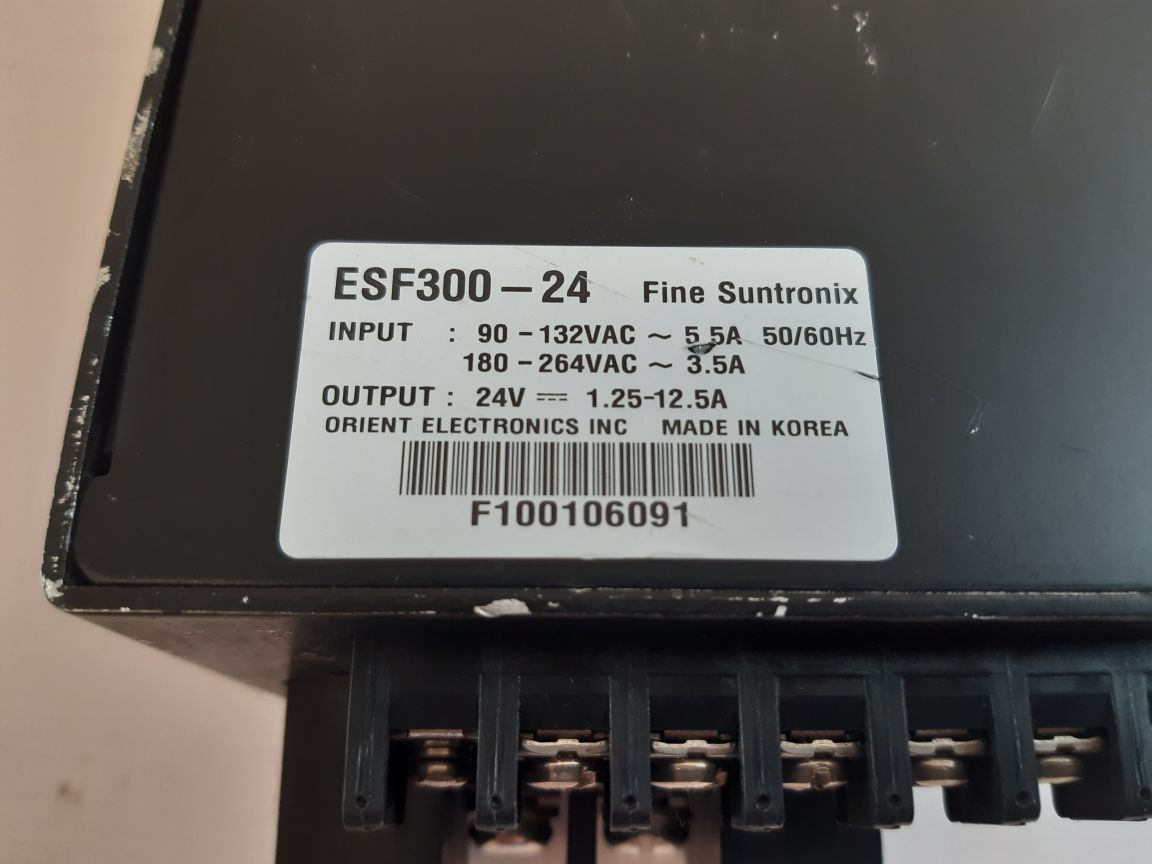 ESF300-24 Fine Suntronix
INPUT : 90-132VAC ~ 5.5A 50/60Hz
180-264VAC ~ 3.5A
OUTPUT : 24V ⎓ 1.25-12.5A
ORIENT ELECTRONICS INC MADE IN KOREA
F100106091